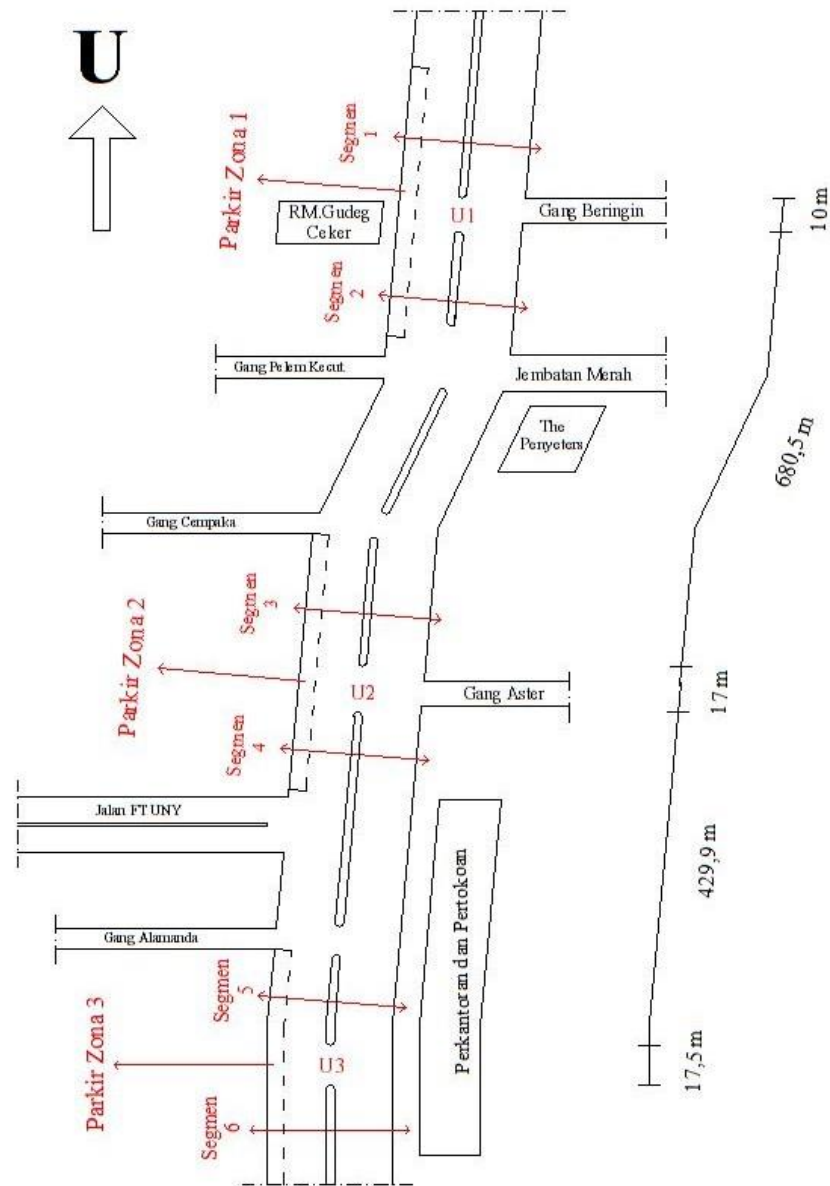 U
Parkir Zona 1
Segmen
1
RM.Gudeg
Ceker
U1
Gang Beringin
10 m
Segmen
2
Gang Pelem Kecut
Jembatan Merah
The
Penyeters
680,5 m
Gang Cempaka
Parkir Zona 2
Segmen
3
U2
Gang Aster
17 m
Segmen
4
Jalan FT UNY
429,9 m
Gang Alamanda
Perkantoran dan Pertokoan
Parkir Zona 3
Segmen
5
U3
17,5 m
Segmen
6